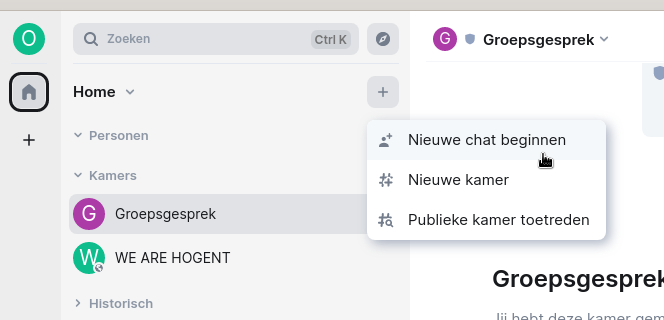 O
Zoeken
Ctrl K
G
Groepsgesprek
Home
Personen
Nieuwe chat beginnen
Kamers
Nieuwe kamer
G
Groepsgesprek
Publieke kamer toetreden
W
WE ARE HOGENT
Groepsgesprek
Historisch